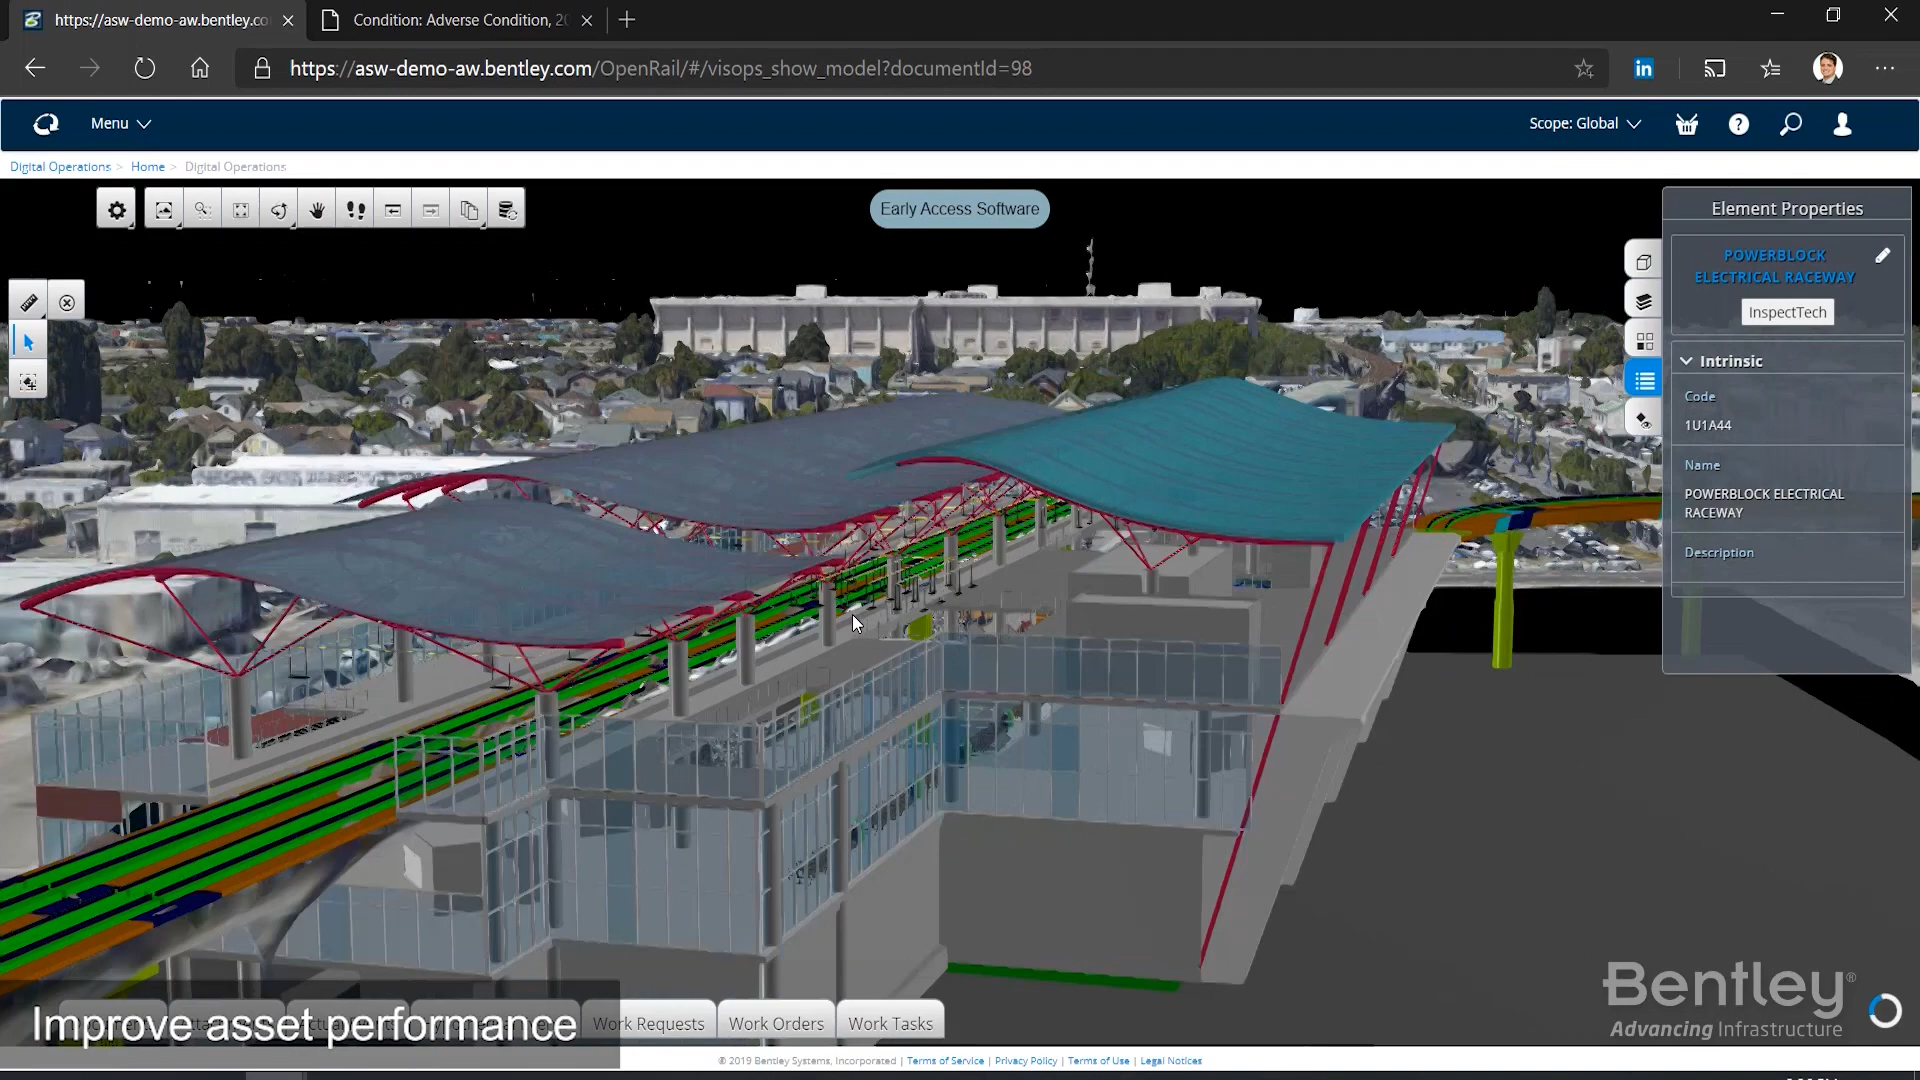 https://asw-demo-aw.bentley.co
Condition: Adverse Condition, 20
https://asw-demo-aw.bentley.com/OpenRail/#/visops_show_model?documentId=98
in
Menu
Scope: Global
Digital Operations > Home > Digital Operations
Early Access Software
Element Properties
POWERBLOCK
ELECTRICAL RACEWAY
InspectTech
Intrinsic
Code
1U1A44
Name
POWERBLOCK ELECTRICAL
RACEWAY
Description
Bentley®
Advancing Infrastructure
Improve asset performance
Work Requests
Work Orders
Work Tasks
© 2019 Bentley Systems, Incorporated | Terms of Service | Privacy Policy | Terms of Use | Legal Notices